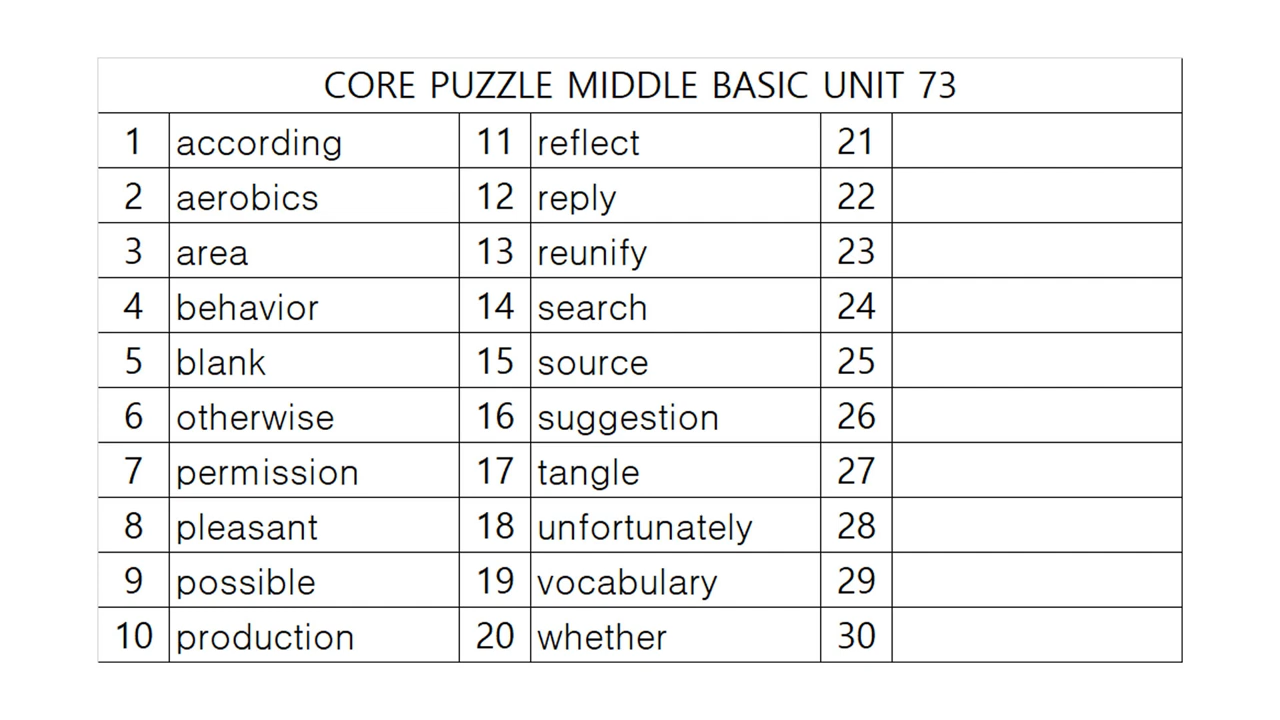 CORE PUZZLE MIDDLE BASIC UNIT 73
1 according 11 reflect 21
2 aerobics 12 reply 22
3 area 13 reunify 23
4 behavior 14 search 24
5 blank 15 source 25
6 otherwise 16 suggestion 26
7 permission 17 tangle 27
8 pleasant 18 unfortunately 28
9 possible 19 vocabulary 29
10 production 20 whether 30